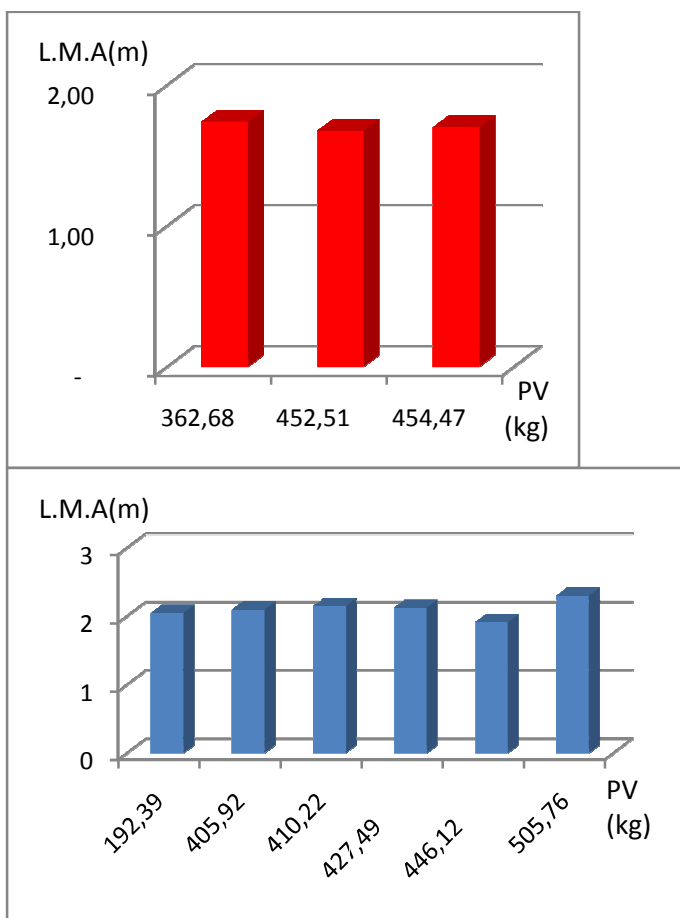 L.M.A(m)
2,00
1,00
-
362,68 452,51 454,47
PV
(kg)
L.M.A(m)
3
2
1
0
192,39 405,92 410,22 427,49 446,12 505,76
PV
(kg)